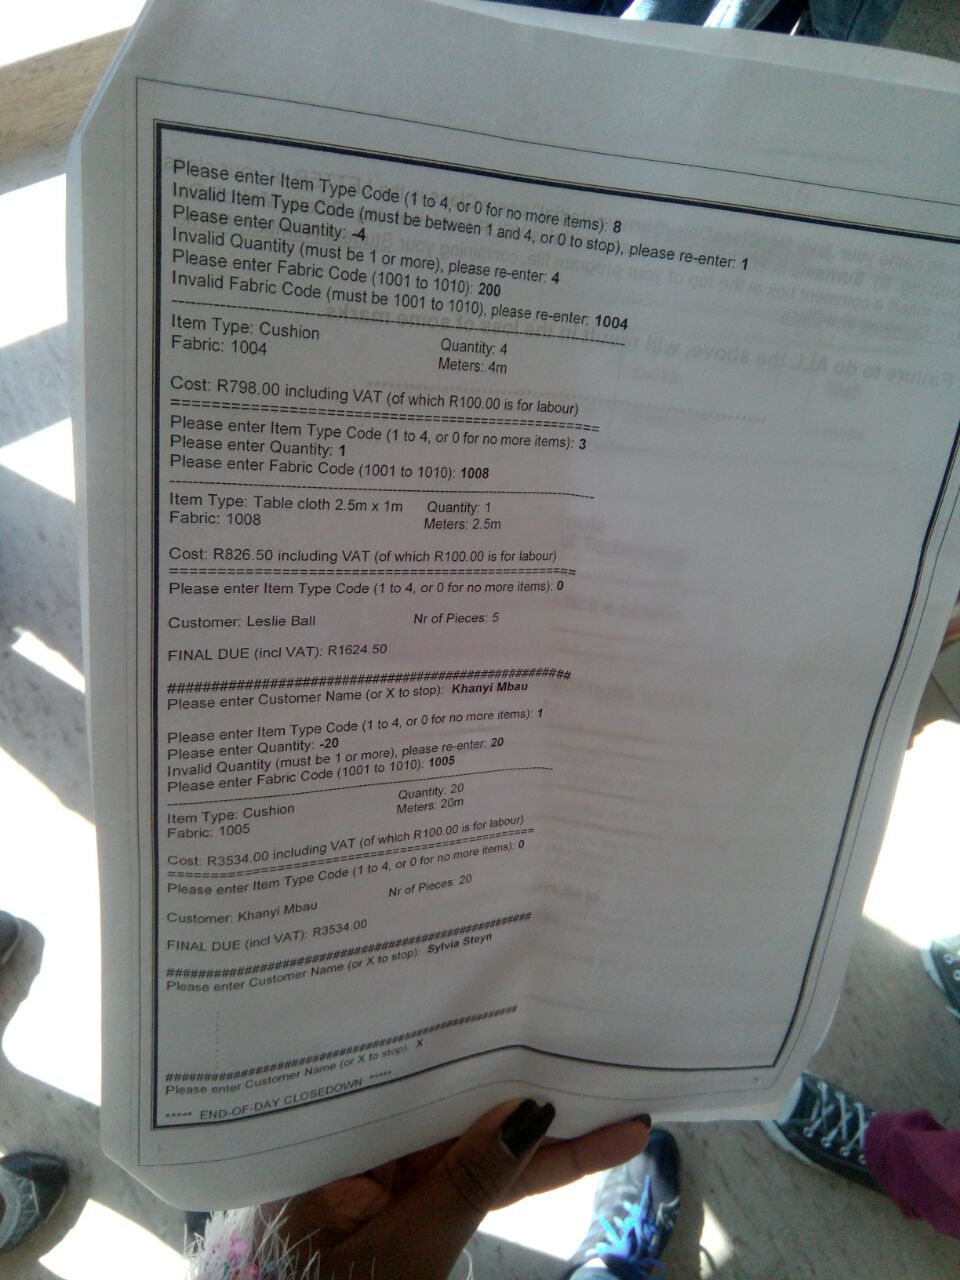 Please enter Item Type Code (1 to 4, or 0 for no more items): 8
Invalid Item Type Code (must be between 1 and 4, or 0 to stop), please re-enter: 1
Please enter Quantity: -4
Invalid Quantity (must be 1 or more), please re-enter: 4
Please enter Fabric Code (1001 to 1010): 200
Invalid Fabric Code (must be 1001 to 1010), please re-enter: 1004
------------------------------------------------------------
Item Type: Cushion Quantity: 4
Fabric: 1004 Meters: 4m
Cost: R798.00 including VAT (of which R100.00 is for labour)
==================================================
Please enter Item Type Code (1 to 4, or 0 for no more items): 3
Please enter Quantity: 1
Please enter Fabric Code (1001 to 1010): 1008
------------------------------------------------------------
Item Type: Table cloth 2.5m x 1m Quantity: 1
Fabric: 1008 Meters: 2.5m
Cost: R826.50 including VAT (of which R100.00 is for labour)
==================================================
Please enter Item Type Code (1 to 4, or 0 for no more items): 0
Customer: Leslie Ball Nr of Pieces: 5
FINAL DUE (incl VAT): R1624.50
##################################################
Please enter Customer Name (or X to stop): Khanyi Mbau
Please enter Item Type Code (1 to 4, or 0 for no more items): 1
Please enter Quantity: -20
Invalid Quantity (must be 1 or more), please re-enter: 20
Please enter Fabric Code (1001 to 1010): 1005
------------------------------------------------------------
Item Type: Cushion Quantity: 20
Fabric: 1005 Meters: 20m
Cost: R3534.00 including VAT (of which R100.00 is for labour)
==================================================
Please enter Item Type Code (1 to 4, or 0 for no more items): 0
Customer: Khanyi Mbau Nr of Pieces: 20
FINAL DUE (incl VAT): R3534.00
##################################################
Please enter Customer Name (or X to stop): Sylvia Steyn
##################################################
Please enter Customer Name (or X to stop): X
***** END-OF-DAY CLOSEDOWN *****